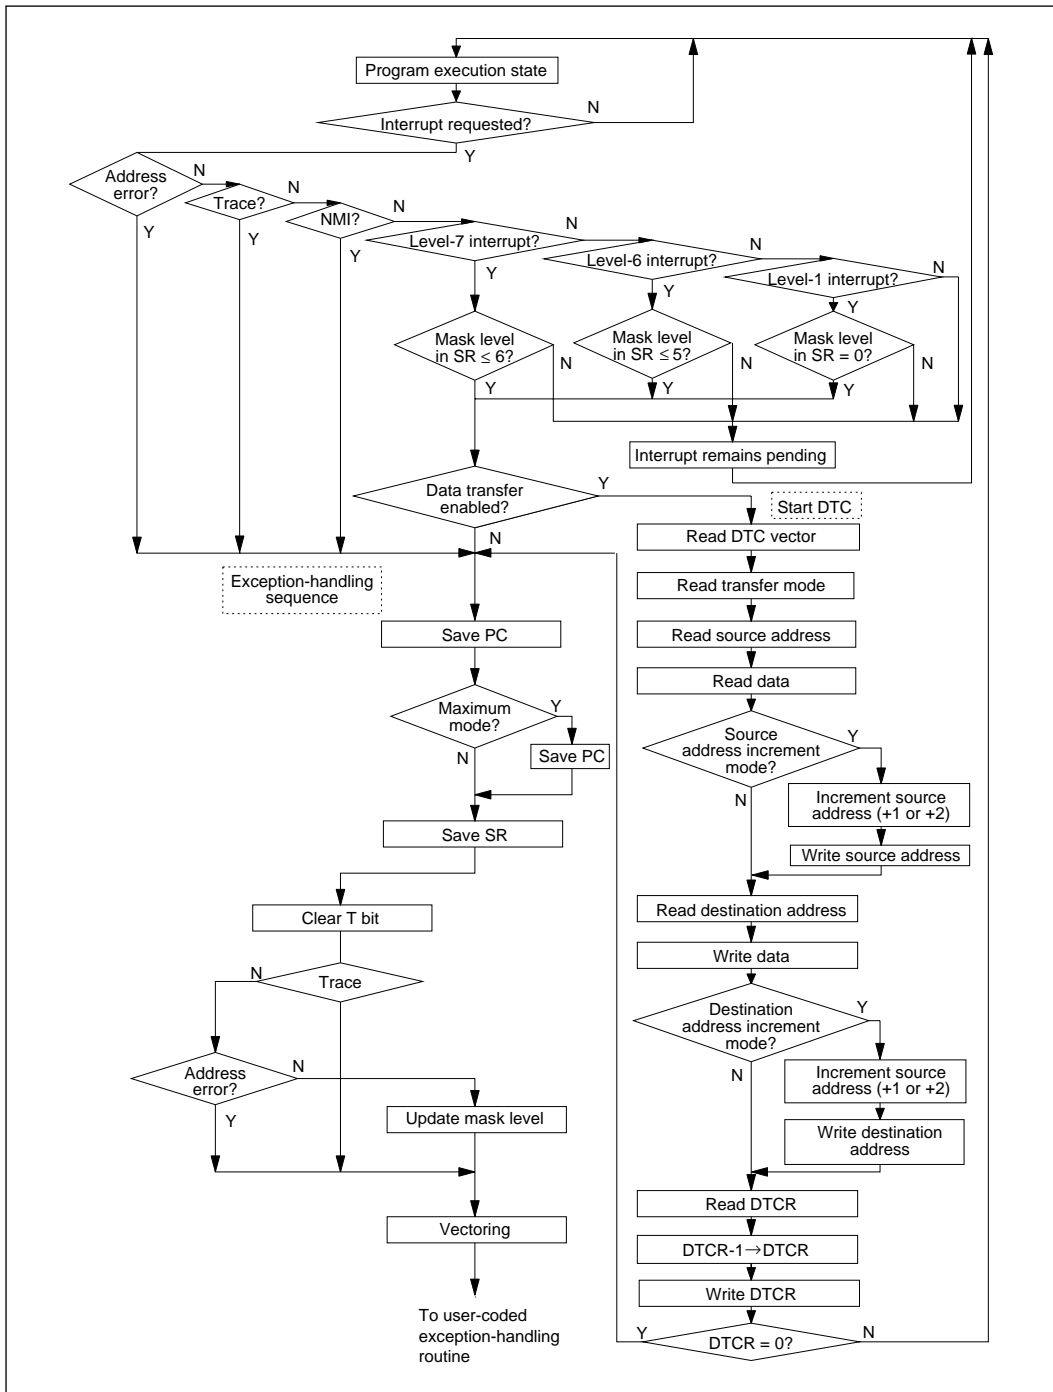 Program execution state
N
Interrupt requested?
Y
Address
error?
N
Trace?
N
NMI?
N
Level-7 interrupt?
N
Level-6 interrupt?
N
Level-1 interrupt?
N
Y
Y
Y
Y
Y
Y
Mask level
in SR ≤ 6?
N
Mask level
in SR ≤ 5?
N
Mask level
in SR = 0?
N
Y
Y
Y
Interrupt remains pending
Data transfer
enabled?
Y
N
Start DTC
Read DTC vector
Exception-handling
sequence
Read transfer mode
Save PC
Read source address
Read data
Maximum
mode?
Y
N
Save PC
Source
address increment
mode?
Y
N
Increment source
address (+1 or +2)
Save SR
Write source address
Clear T bit
Read destination address
Write data
N
Trace
Destination
address increment
mode?
Y
N
Address
error?
N
Y
Increment source
address (+1 or +2)
Update mask level
Write destination
address
Read DTCR
Vectoring
DTCR-1→DTCR
Write DTCR
To user-coded
exception-handling
routine
Y
DTCR = 0?
N